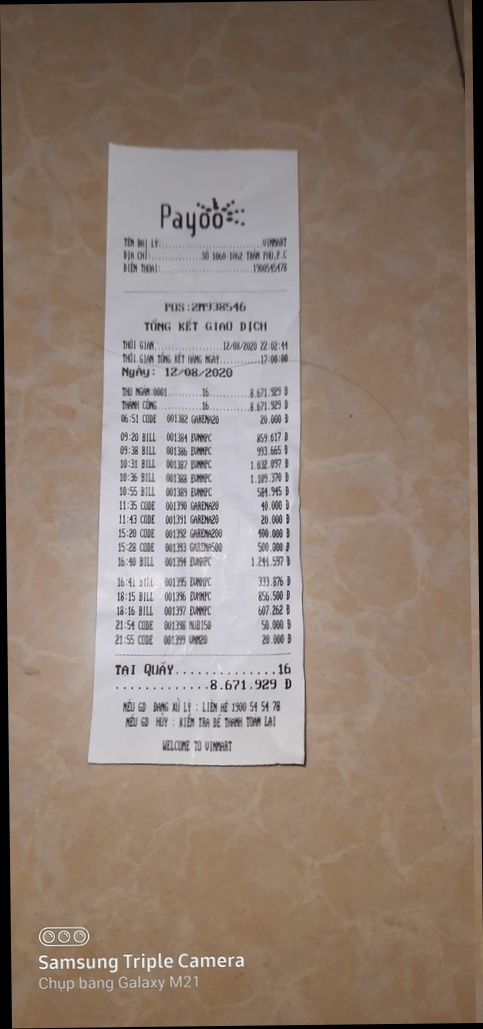 Payoo
TÊN ĐẠI LÝ:........................VINMART
ĐỊA CHỈ:..........SỐ 1060-1062 THÂM PHÚ,P.C
ĐIỆN THOẠI:......................1900545478
POS:2M938546
TỔNG KẾT GIAO DỊCH
THỜI GIAN.................12/08/2020 22:02:44
THỜI GIAN TỔNG KẾT HÀNG NGÀY.........17:00:00
Ngày: 12/08/2020
THU NGÂN:0001........16..........8.671.929 Đ
THÀNH CÔNG...........16..........8.671.929 Đ
06:51 CODE 001382 GARENA20 20.000 Đ
09:20 BILL 001384 EVNNPC 859.617 Đ
09:38 BILL 001386 EVNNPC 993.665 Đ
10:31 BILL 001387 EVNNPC 1.032.097 Đ
10:36 BILL 001388 EVNNPC 1.109.370 Đ
10:55 BILL 001389 EVNNPC 584.945 Đ
11:35 CODE 001390 GARENA20 40.000 Đ
11:43 CODE 001391 GARENA20 20.000 Đ
15:20 CODE 001392 GARENA200 400.000 Đ
15:28 CODE 001393 GARENA500 500.000 Đ
16:40 BILL 001394 EVNNPC 1.244.597 Đ
16:41 BILL 001395 EVNNPC 333.876 Đ
18:15 BILL 001396 EVNNPC 856.500 Đ
18:16 BILL 001397 EVNNPC 607.262 Đ
21:54 CODE 001398 MOBI50 50.000 Đ
21:55 CODE 001399 VNM20 20.000 Đ
TẠI QUẦY.............16
............8.671.929 Đ
NẾU GD ĐANG XỬ LÝ : LIÊN HỆ 1900 54 54 78
NẾU GD HỦY : KIỂM TRA ĐỂ THANH TOÁN LẠI
WELCOME TO VINMART
Samsung Triple Camera
Chụp bằng Galaxy M21